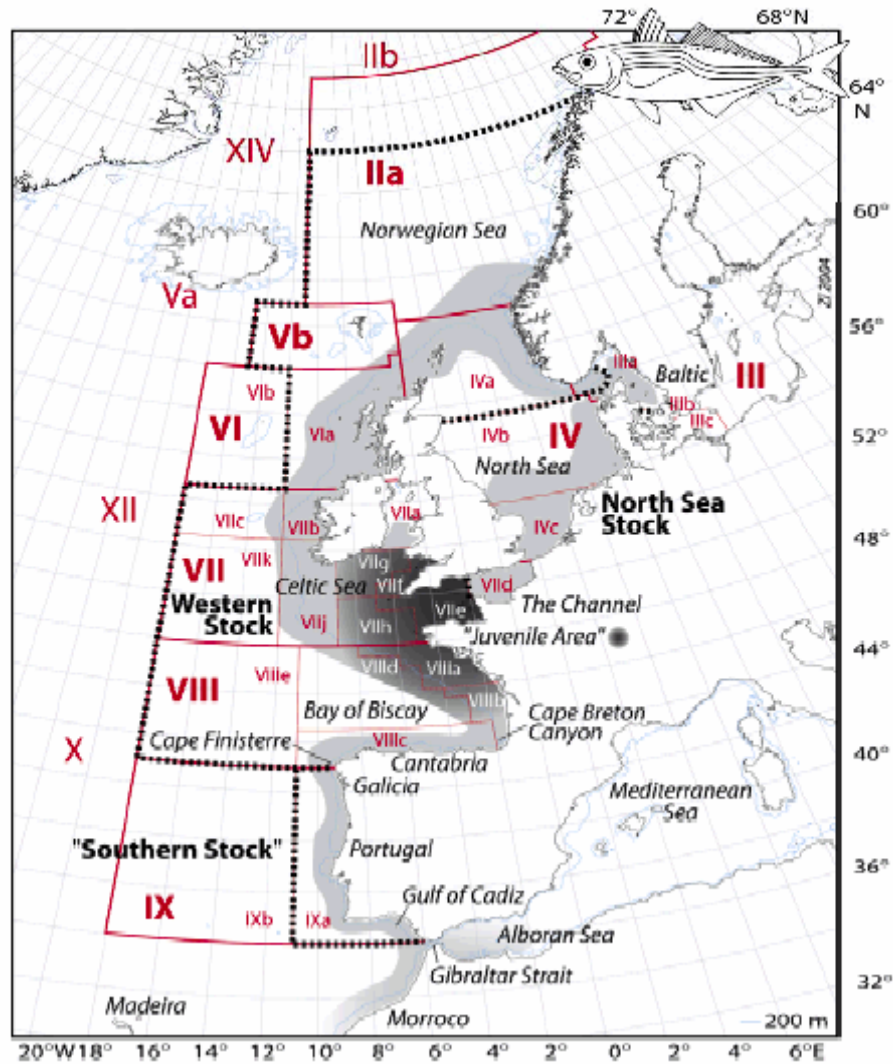 72°
68°N
IIb
64°
N
XIV
IIa
Norwegian Sea
60°
ZI 2004
Va
Vb
56°
IIIa
Baltic
III
VIb
IVa
IIIb
IIIc
VI
VIa
IVb
IV
52°
North Sea
XII
VIIc
VIIb
VIIa
IVc
North Sea
Stock
48°
VIIk
VIIg
VII
Celtic Sea
VIIf
VIId
Western
Stock
VIIj
VIIh
VIIe
The Channel
"Juvenile Area"
44°
VIIIe
VIIId
VIIIa
VIII
VIIIb
Bay of Biscay
Cape Breton
Canyon
X
Cape Finisterre
VIIIc
Cantabria
40°
Galicia
Mediterranean
Sea
"Southern Stock"
Portugal
36°
Gulf of Cadiz
IX
IXb
IXa
Alboran Sea
Gibraltar Strait
32°
Madeira
Morroco
200 m
20°W 18° 16° 14° 12° 10° 8° 6° 4° 2° 0° 2° 4° 6°E